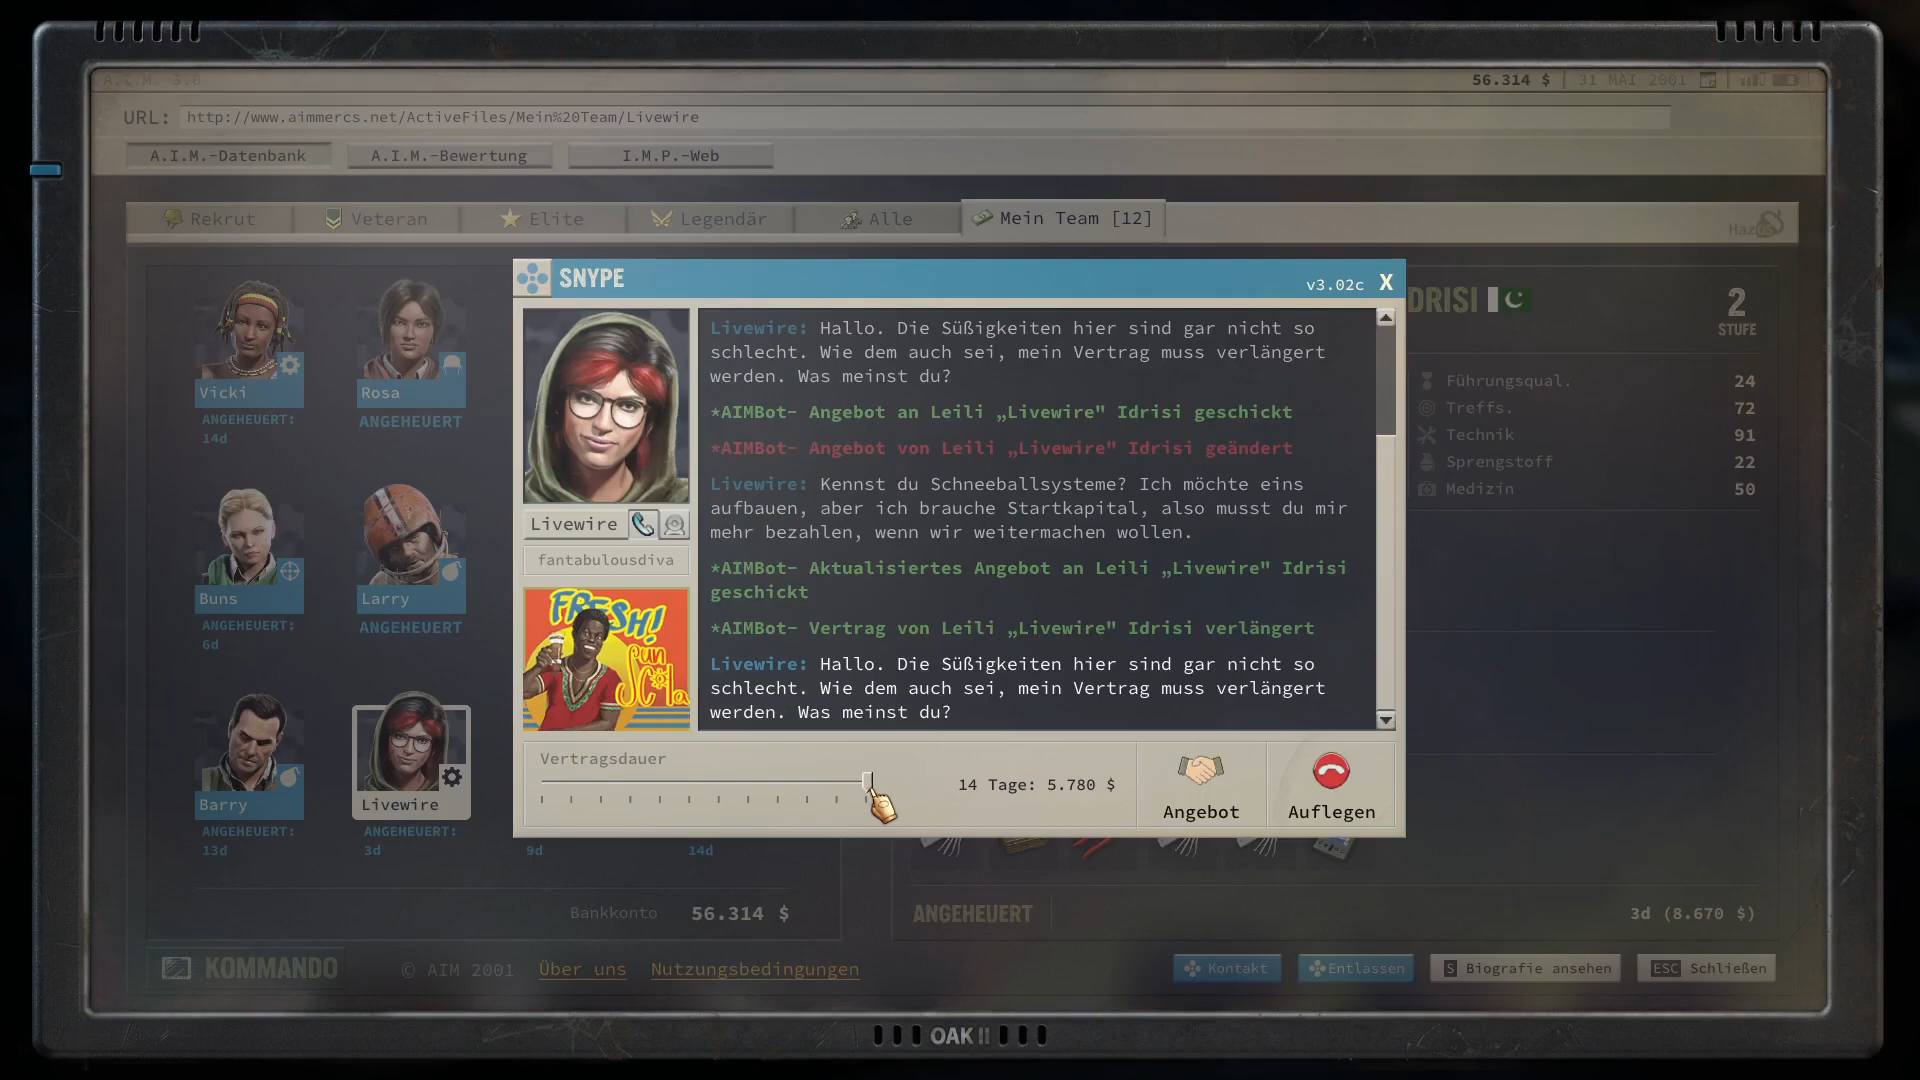 A.I.M. 3.0
56.314 $
31 MAI 2001
URL: http://www.aimmercs.net/ActiveFiles/Mein%20Team/Livewire
A.I.M.-Datenbank
A.I.M.-Bewertung
I.M.P.-Web
Rekrut
Veteran
Elite
Legendär
Alle
Mein Team [12]
SNYPE
v3.02c
X
Livewire: Hallo. Die Süßigkeiten hier sind gar nicht so
schlecht. Wie dem auch sei, mein Vertrag muss verlängert
werden. Was meinst du?
*AIMBot- Angebot an Leili „Livewire" Idrisi geschickt
*AIMBot- Angebot von Leili „Livewire" Idrisi geändert
Livewire: Kennst du Schneeballsysteme? Ich möchte eins
aufbauen, aber ich brauche Startkapital, also musst du mir
mehr bezahlen, wenn wir weitermachen wollen.
*AIMBot- Aktualisiertes Angebot an Leili „Livewire" Idrisi
geschickt
*AIMBot- Vertrag von Leili „Livewire" Idrisi verlängert
Livewire: Hallo. Die Süßigkeiten hier sind gar nicht so
schlecht. Wie dem auch sei, mein Vertrag muss verlängert
werden. Was meinst du?
Livewire
fantabulousdiva
FRESH!
Sun
Cola
Vertragsdauer
14 Tage: 5.780 $
Angebot
Auflegen
Vicki
ANGEHEUERT:
14d
Rosa
ANGEHEUERT
Buns
ANGEHEUERT:
6d
Larry
ANGEHEUERT
Barry
ANGEHEUERT:
13d
Livewire
ANGEHEUERT:
3d
9d
14d
DRISI
2
STUFE
Führungsqual. 24
Treffs. 72
Technik 91
Sprengstoff 22
Medizin 50
Bankkonto 56.314 $
ANGEHEUERT
3d (8.670 $)
KOMMANDO
© AIM 2001
Über uns
Nutzungsbedingungen
Kontakt
Entlassen
S Biografie ansehen
ESC Schließen
OAK II